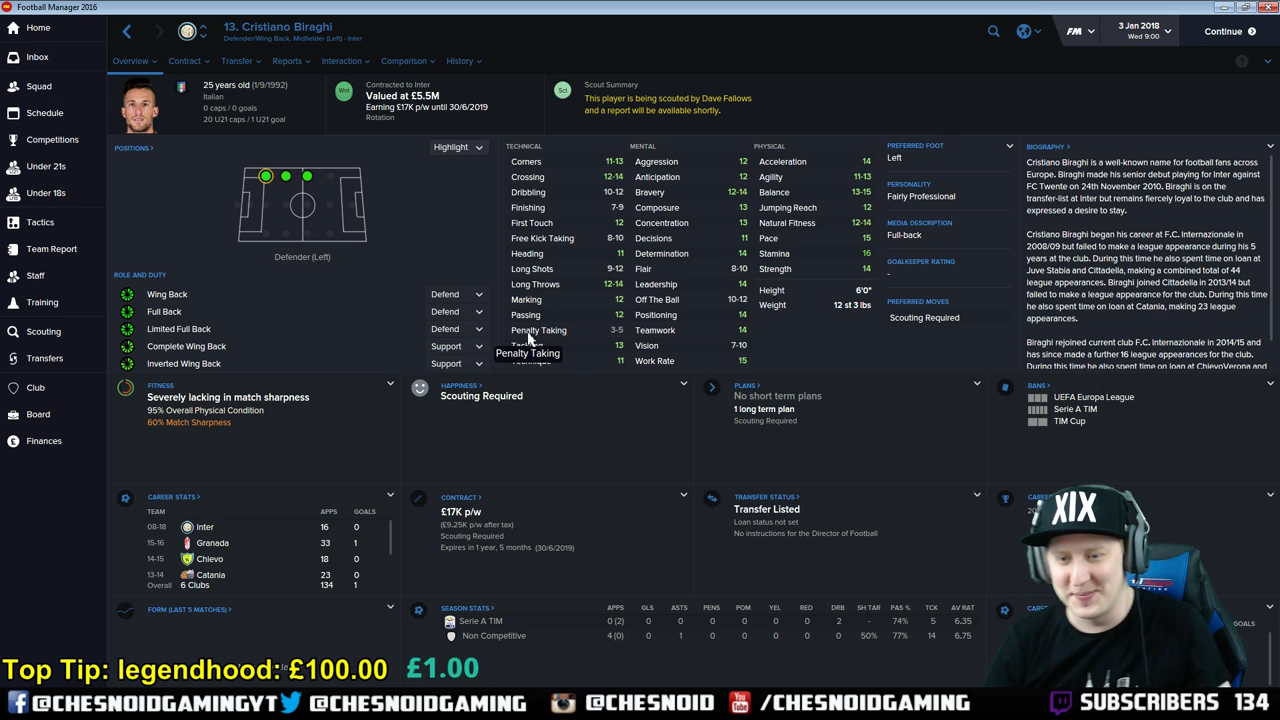 Football Manager 2016
Home
Inbox
Squad
Schedule
Competitions
Under 21s
Under 18s
Tactics
Team Report
Staff
Training
Scouting
Transfers
Club
Board
Finances
13. Cristiano Biraghi
Defender/Wing Back, Midfielder (Left) - Inter
FM
3 Jan 2018
Wed 9:00
Continue
Overview
Contract
Transfer
Reports
Interaction
Comparison
History
25 years old (1/9/1992)
Italian
0 caps / 0 goals
20 U21 caps / 1 U21 goal
Wnt
Contracted to Inter
Valued at £5.5M
Earning £17K p/w until 30/6/2019
Rotation
Sct
Scout Summary
This player is being scouted by Dave Fallows
and a report will be available shortly.
POSITIONS >
Highlight
Defender (Left)
ROLE AND DUTY
Wing Back Defend
Full Back Defend
Limited Full Back Defend
Complete Wing Back Support
Inverted Wing Back Support
TECHNICAL
Corners 11-13
Crossing 12-14
Dribbling 10-12
Finishing 7-9
First Touch 12
Free Kick Taking 8-10
Heading 11
Long Shots 9-12
Long Throws 12-14
Marking 12
Passing 12
Penalty Taking 3-5
13
Penalty Taking
11
MENTAL
Aggression 12
Anticipation 12
Bravery 12-14
Composure 13
Concentration 13
Decisions 11
Determination 14
Flair 8-10
Leadership 14
Off The Ball 10-12
Positioning 14
Teamwork 14
Vision 7-10
Work Rate 15
PHYSICAL
Acceleration 14
Agility 11-13
Balance 13-15
Jumping Reach 12
Natural Fitness 12-14
Pace 15
Stamina 16
Strength 14
Height 6'0"
Weight 12 st 3 lbs
PREFERRED FOOT
Left
PERSONALITY
Fairly Professional
MEDIA DESCRIPTION
Full-back
GOALKEEPER RATING
-
PREFERRED MOVES
Scouting Required
BIOGRAPHY >
Cristiano Biraghi is a well-known name for football fans across
Europe. Biraghi made his senior debut playing for Inter against
FC Twente on 24th November 2010. Biraghi is on the
transfer-list at Inter but remains fiercely loyal to the club and has
expressed a desire to stay.
Cristiano Biraghi began his career at F.C. Internazionale in
2008/09 but failed to make a league appearance during his 5
years at the club. During this time he also spent time on loan at
Juve Stabia and Cittadella, making a combined total of 44
league appearances. Biraghi joined Cittadella in 2013/14 but
failed to make a league appearance for the club. During this time
he also spent time on loan at Catania, making 23 league
appearances.
Biraghi rejoined current club F.C. Internazionale in 2014/15 and
has since made a further 16 league appearances for the club.
During this time he also spent time on loan at ChievoVerona and
FITNESS
Severely lacking in match sharpness
95% Overall Physical Condition
60% Match Sharpness
HAPPINESS >
Scouting Required
PLANS >
No short term plans
1 long term plan
Scouting Required
BANS >
UEFA Europa League
Serie A TIM
TIM Cup
CAREER STATS >
TEAM APPS GOALS
08-18 Inter 16 0
15-16 Granada 33 1
14-15 Chievo 18 0
13-14 Catania 23 0
Overall 6 Clubs 134 1
CONTRACT >
£17K p/w
(£9.25K p/w after tax)
Scouting Required
Expires in 1 year, 5 months (30/6/2019)
TRANSFER STATUS >
Transfer Listed
Loan status not set
No instructions for the Director of Football
FORM (LAST 5 MATCHES) >
SEASON STATS > APPS GLS ASTS PENS POM YEL RED DRB SH TAR PAS % TCK AV RAT
Serie A TIM 0 (2) 0 0 0 0 0 0 2 - 74% 5 6.35
Non Competitive 4 (0) 0 1 0 0 0 0 0 50% 77% 14 6.75
GOALS
XIX
Top Tip: legendhood: £100.00 £1.00
@CHESNOIDGAMINGYT @CHESNOIDGAMING @CHESNOIDGAMING /CHESNOIDGAMING SUBSCRIBERS 134